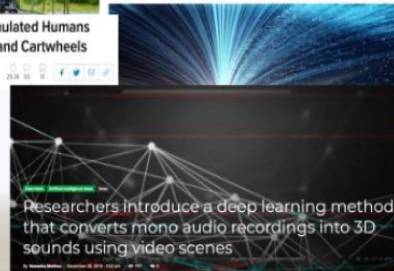 ulated Humans
and Cartwheels
Researchers introduce a deep learning method
that converts mono audio recordings into 3D
sounds using video scenes